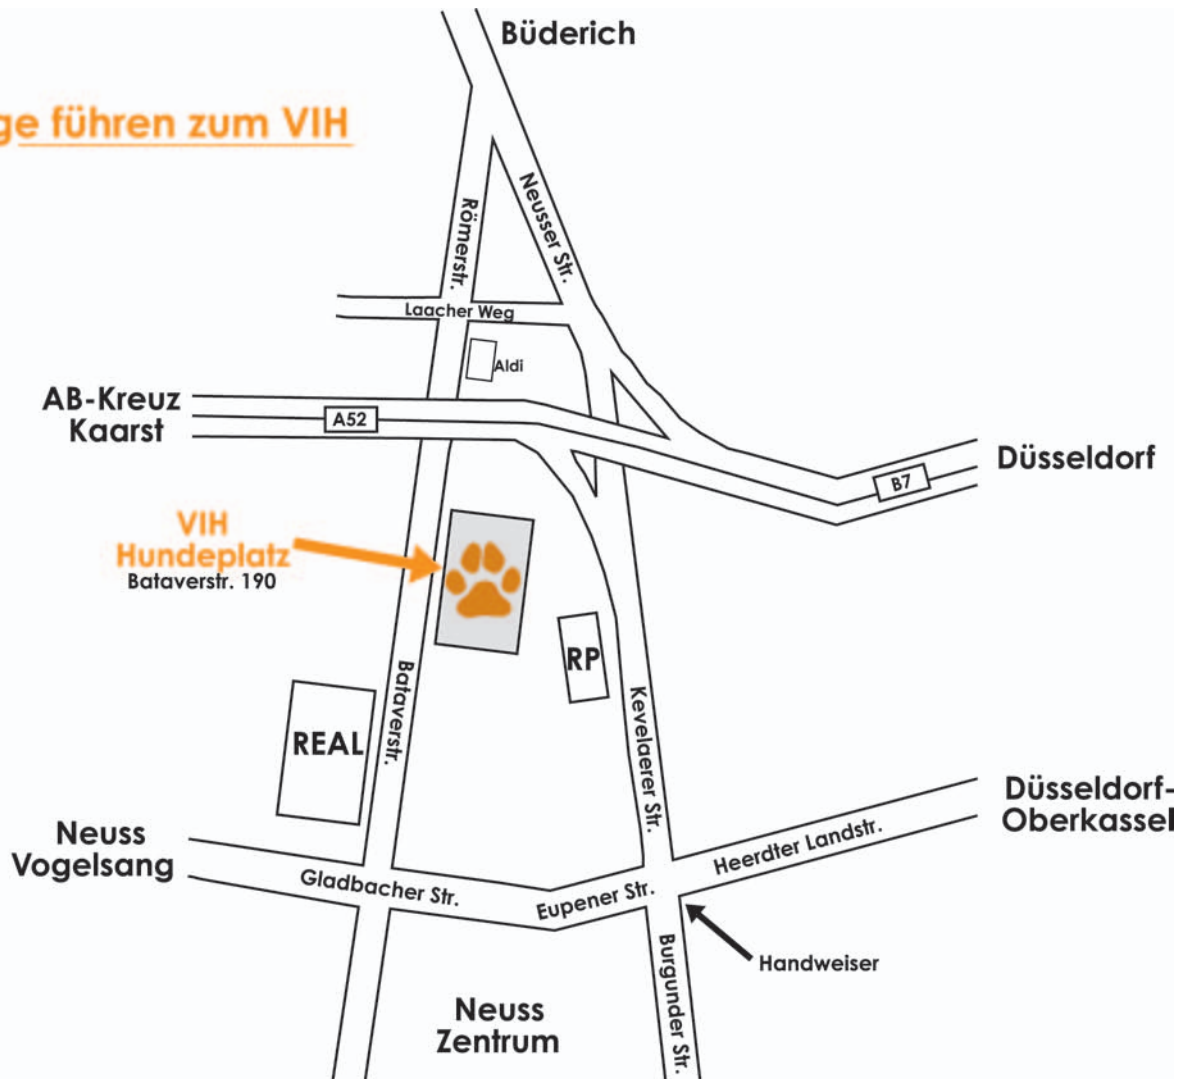 Büderich
ge führen zum VIH
Neusser Str.
Römerstr.
Laacher Weg
Aldi
AB-Kreuz
Kaarst
A52
Düsseldorf
B7
VIH
Hundeplatz
Bataverstr. 190
RP
Bataverstr.
Kevelaerer Str.
REAL
Düsseldorf-
Oberkassel
Neuss
Vogelsang
Heerdter Landstr.
Gladbacher Str.
Eupener Str.
Handweiser
Burgunder Str.
Neuss
Zentrum